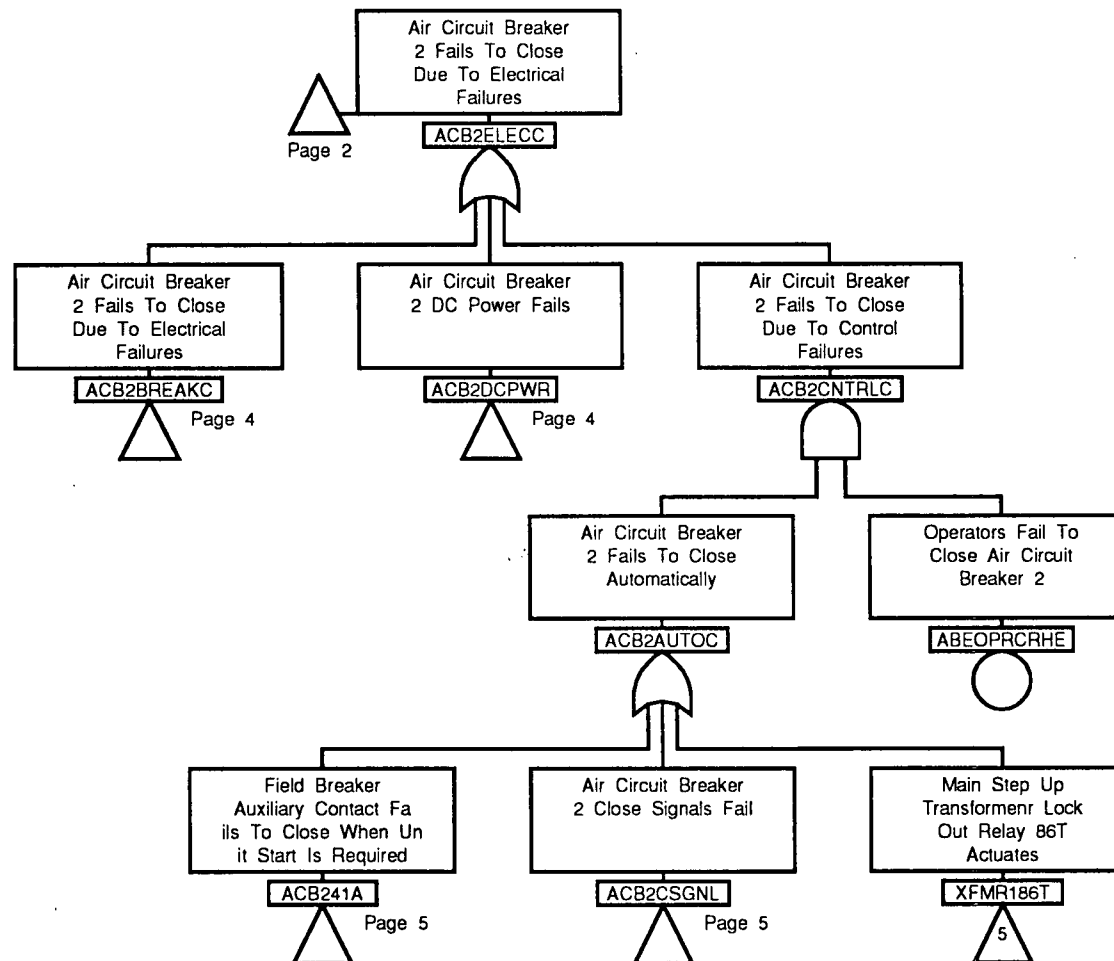 Air Circuit Breaker
2 Fails To Close
Due To Electrical
Failures
Page 2
ACB2ELECC
Air Circuit Breaker
2 Fails To Close
Due To Electrical
Failures
ACB2BREAKC
Page 4
Air Circuit Breaker
2 DC Power Fails
ACB2DCPWR
Page 4
Air Circuit Breaker
2 Fails To Close
Due To Control
Failures
ACB2CNTRLC
Air Circuit Breaker
2 Fails To Close
Automatically
ACB2AUTOC
Operators Fail To
Close Air Circuit
Breaker 2
ABEOPRCRHE
Field Breaker
Auxiliary Contact Fa
ils To Close When Un
it Start Is Required
ACB241A
Page 5
Air Circuit Breaker
2 Close Signals Fail
ACB2CSGNL
Page 5
Main Step Up
Transformenr Lock
Out Relay 86T
Actuates
XFMR186T
5